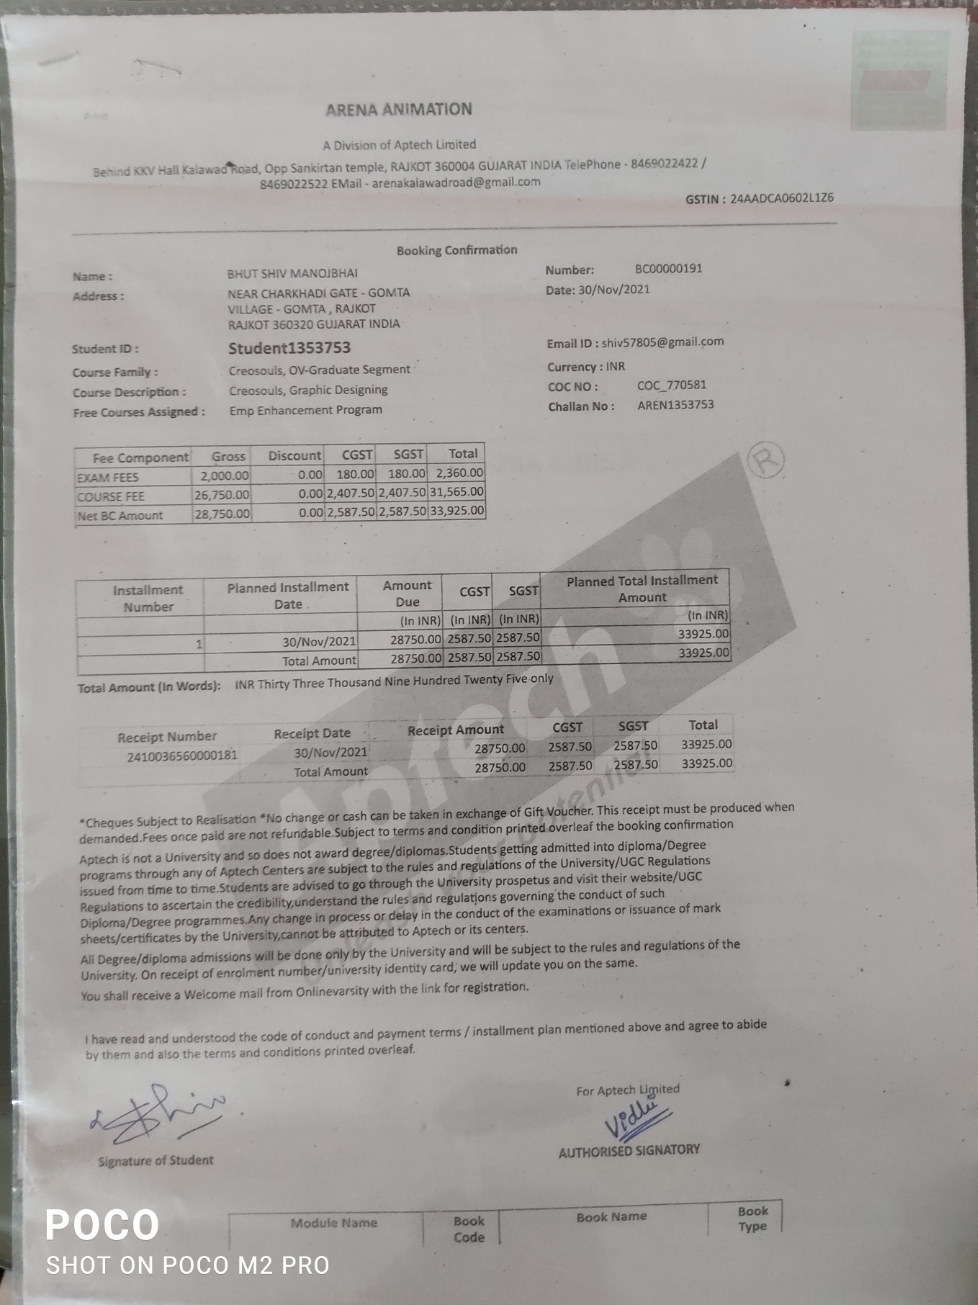 Print
ARENA ANIMATION
A Division of Aptech Limited
Behind KKV Hall Kalawad Road, Opp Sankirtan temple, RAJKOT 360004 GUJARAT INDIA TelePhone - 8469022422 /
8469022522 EMail - arenakalawadroad@gmail.com
GSTIN : 24AADCA0602L1Z6
Booking Confirmation
Name : BHUT SHIV MANOJBHAI Number: BC00000191
Address : NEAR CHARKHADI GATE - GOMTA Date: 30/Nov/2021
VILLAGE - GOMTA , RAJKOT
RAJKOT 360320 GUJARAT INDIA
Student ID : Student1353753 Email ID : shiv57805@gmail.com
Course Family : Creosouls, OV-Graduate Segment Currency : INR
Course Description : Creosouls, Graphic Designing COC NO : COC_770581
Free Courses Assigned : Emp Enhancement Program Challan No : AREN1353753
Fee Component Gross Discount CGST SGST Total
EXAM FEES 2,000.00 0.00 180.00 180.00 2,360.00
COURSE FEE 26,750.00 0.00 2,407.50 2,407.50 31,565.00
Net BC Amount 28,750.00 0.00 2,587.50 2,587.50 33,925.00
Installment Number Planned Installment Date Amount Due CGST SGST Planned Total Installment Amount
(In INR) (In INR) (In INR) (In INR)
1 30/Nov/2021 28750.00 2587.50 2587.50 33925.00
Total Amount 28750.00 2587.50 2587.50 33925.00
Total Amount (In Words): INR Thirty Three Thousand Nine Hundred Twenty Five only
Receipt Number Receipt Date Receipt Amount CGST SGST Total
2410036560000181 30/Nov/2021 28750.00 2587.50 2587.50 33925.00
Total Amount 28750.00 2587.50 2587.50 33925.00
Aptech
®
*Cheques Subject to Realisation *No change or cash can be taken in exchange of Gift Voucher. This receipt must be produced when
demanded.Fees once paid are not refundable.Subject to terms and condition printed overleaf the booking confirmation
Aptech is not a University and so does not award degree/diplomas.Students getting admitted into diploma/Degree
programs through any of Aptech Centers are subject to the rules and regulations of the University/UGC Regulations
issued from time to time.Students are advised to go through the University prospetus and visit their website/UGC
Regulations to ascertain the credibility,understand the rules and regulations governing the conduct of such
Diploma/Degree programmes.Any change in process or delay in the conduct of the examinations or issuance of mark
sheets/certificates by the University,cannot be attributed to Aptech or its centers.
All Degree/diploma admissions will be done only by the University and will be subject to the rules and regulations of the
University. On receipt of enrolment number/university identity card, we will update you on the same.
You shall receive a Welcome mail from Onlinevarsity with the link for registration.
I have read and understood the code of conduct and payment terms / installment plan mentioned above and agree to abide
by them and also the terms and conditions printed overleaf.
For Aptech Limited
Shiv Vidhi
Signature of Student AUTHORISED SIGNATORY
Module Name Book Code Book Name Book Type
POCO
SHOT ON POCO M2 PRO